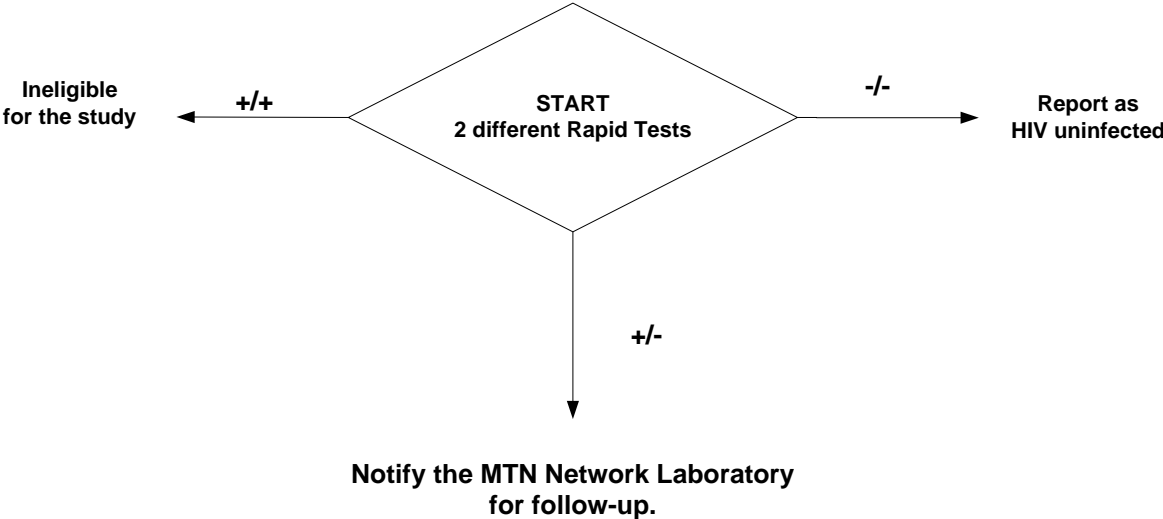 Ineligible
for the study
+/+
START
2 different Rapid Tests
-/-
Report as
HIV uninfected
+/-
Notify the MTN Network Laboratory
for follow-up.